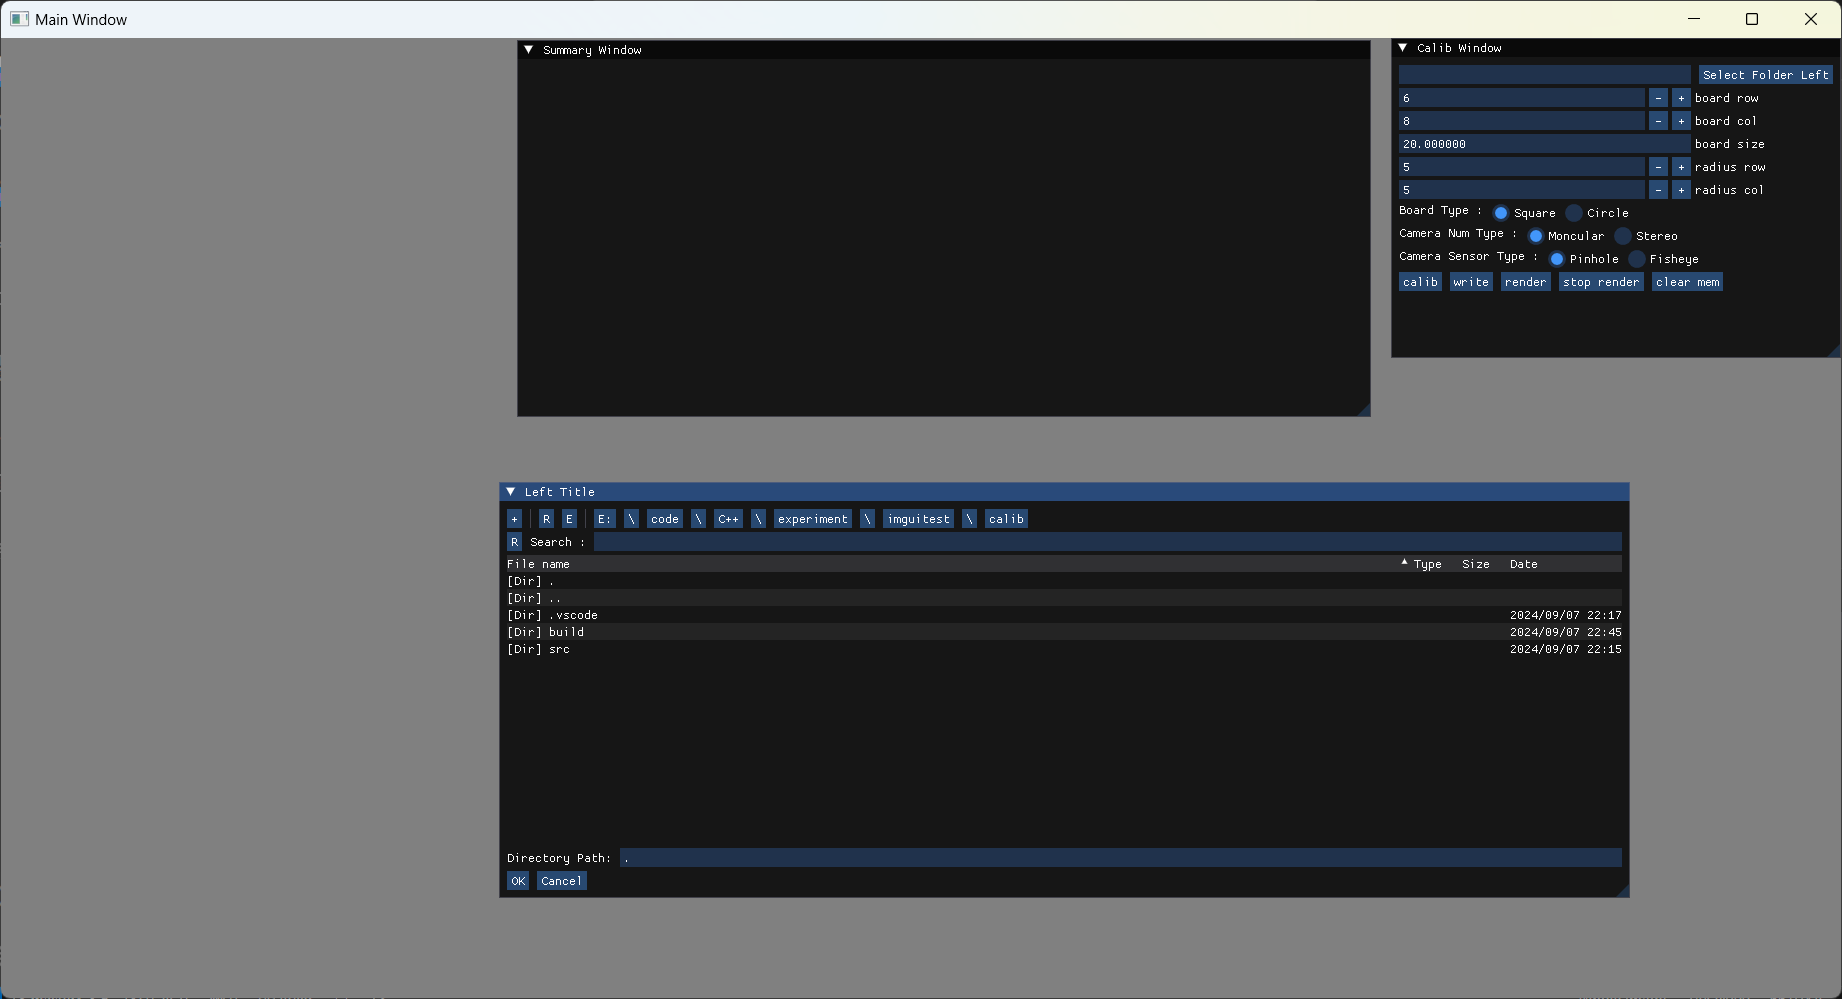 Main Window
Summary Window
Calib Window
Select Folder Left
6 - + board row
8 - + board col
20.000000 board size
5 - + radius row
5 - + radius col
Board Type : Square Circle
Camera Num Type : Moncular Stereo
Camera Sensor Type : Pinhole Fisheye
calib write render stop render clear mem
Left Title
+ R E E: \ code \ C++ \ experiment \ imguitest \ calib
R Search :
File name Type Size Date
[Dir] .
[Dir] ..
[Dir] .vscode 2024/09/07 22:17
[Dir] build 2024/09/07 22:45
[Dir] src 2024/09/07 22:15
Directory Path: .
OK Cancel